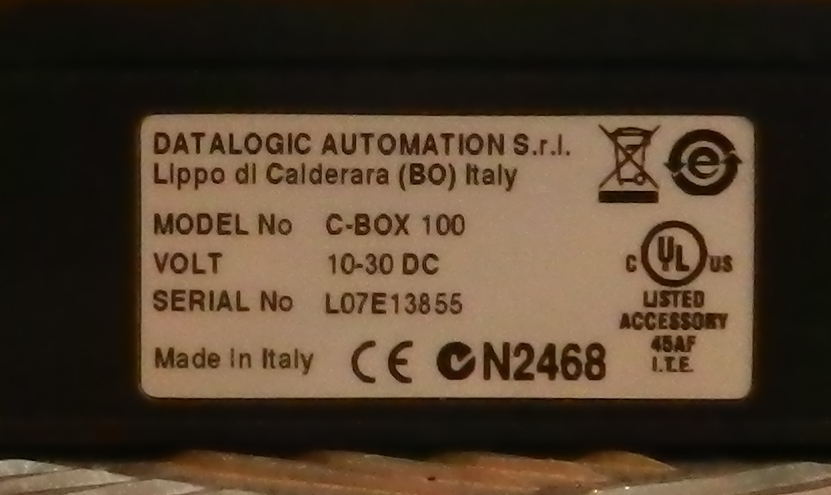 DATALOGIC AUTOMATION S.r.l.
Lippo di Calderara (BO) Italy
MODEL No C-BOX 100
VOLT 10-30 DC
SERIAL No L07E13855
Made in Italy CE N2468
e
C UL US
LISTED
ACCESSORY
45AF
I.T.E.